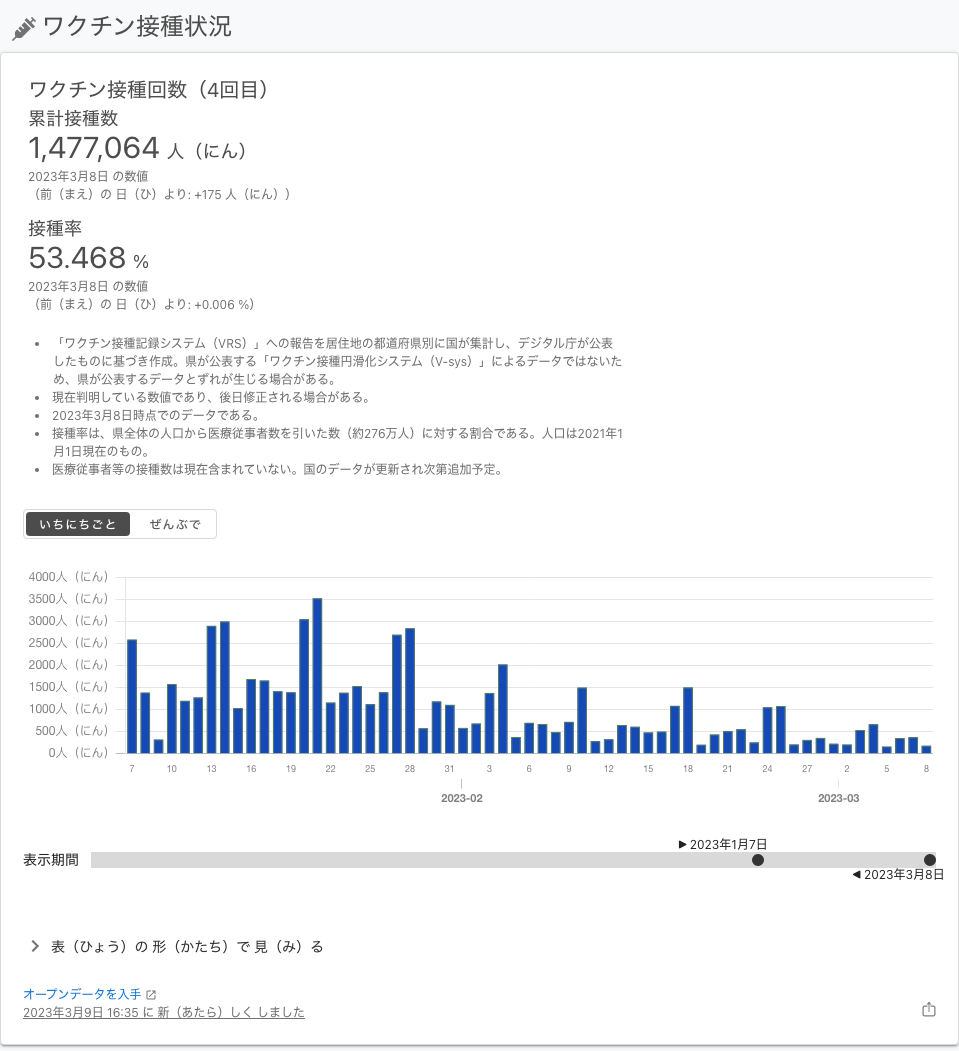 ワクチン接種状況
ワクチン接種回数（4回目）
累計接種数
1,477,064 人（にん）
2023年3月8日 の数値
（前（まえ）の 日（ひ）より: +175 人（にん））
接種率
53.468 %
2023年3月8日 の数値
（前（まえ）の 日（ひ）より: +0.006 %）
• 「ワクチン接種記録システム（VRS）」への報告を居住地の都道府県別に国が集計し、デジタル庁が公表
したものに基づき作成。県が公表する「ワクチン接種円滑化システム（V-sys）」によるデータではないた
め、県が公表するデータとずれが生じる場合がある。
• 現在判明している数値であり、後日修正される場合がある。
• 2023年3月8日時点でのデータである。
• 接種率は、県全体の人口から医療従事者数を引いた数（約276万人）に対する割合である。人口は2021年1
月1日現在のもの。
• 医療従事者等の接種数は現在含まれていない。国のデータが更新され次第追加予定。
いちにちごと ぜんぶで
4000人（にん）
3500人（にん）
3000人（にん）
2500人（にん）
2000人（にん）
1500人（にん）
1000人（にん）
500人（にん）
0人（にん）
7 10 13 16 19 22 25 28 31 3 6 9 12 15 18 21 24 27 2 5 8
2023-02 2023-03
▶ 2023年1月7日
表示期間
◀ 2023年3月8日
表（ひょう）の 形（かたち）で 見（み）る
オープンデータを入手
2023年3月9日 16:35 に 新（あたら）しく しました